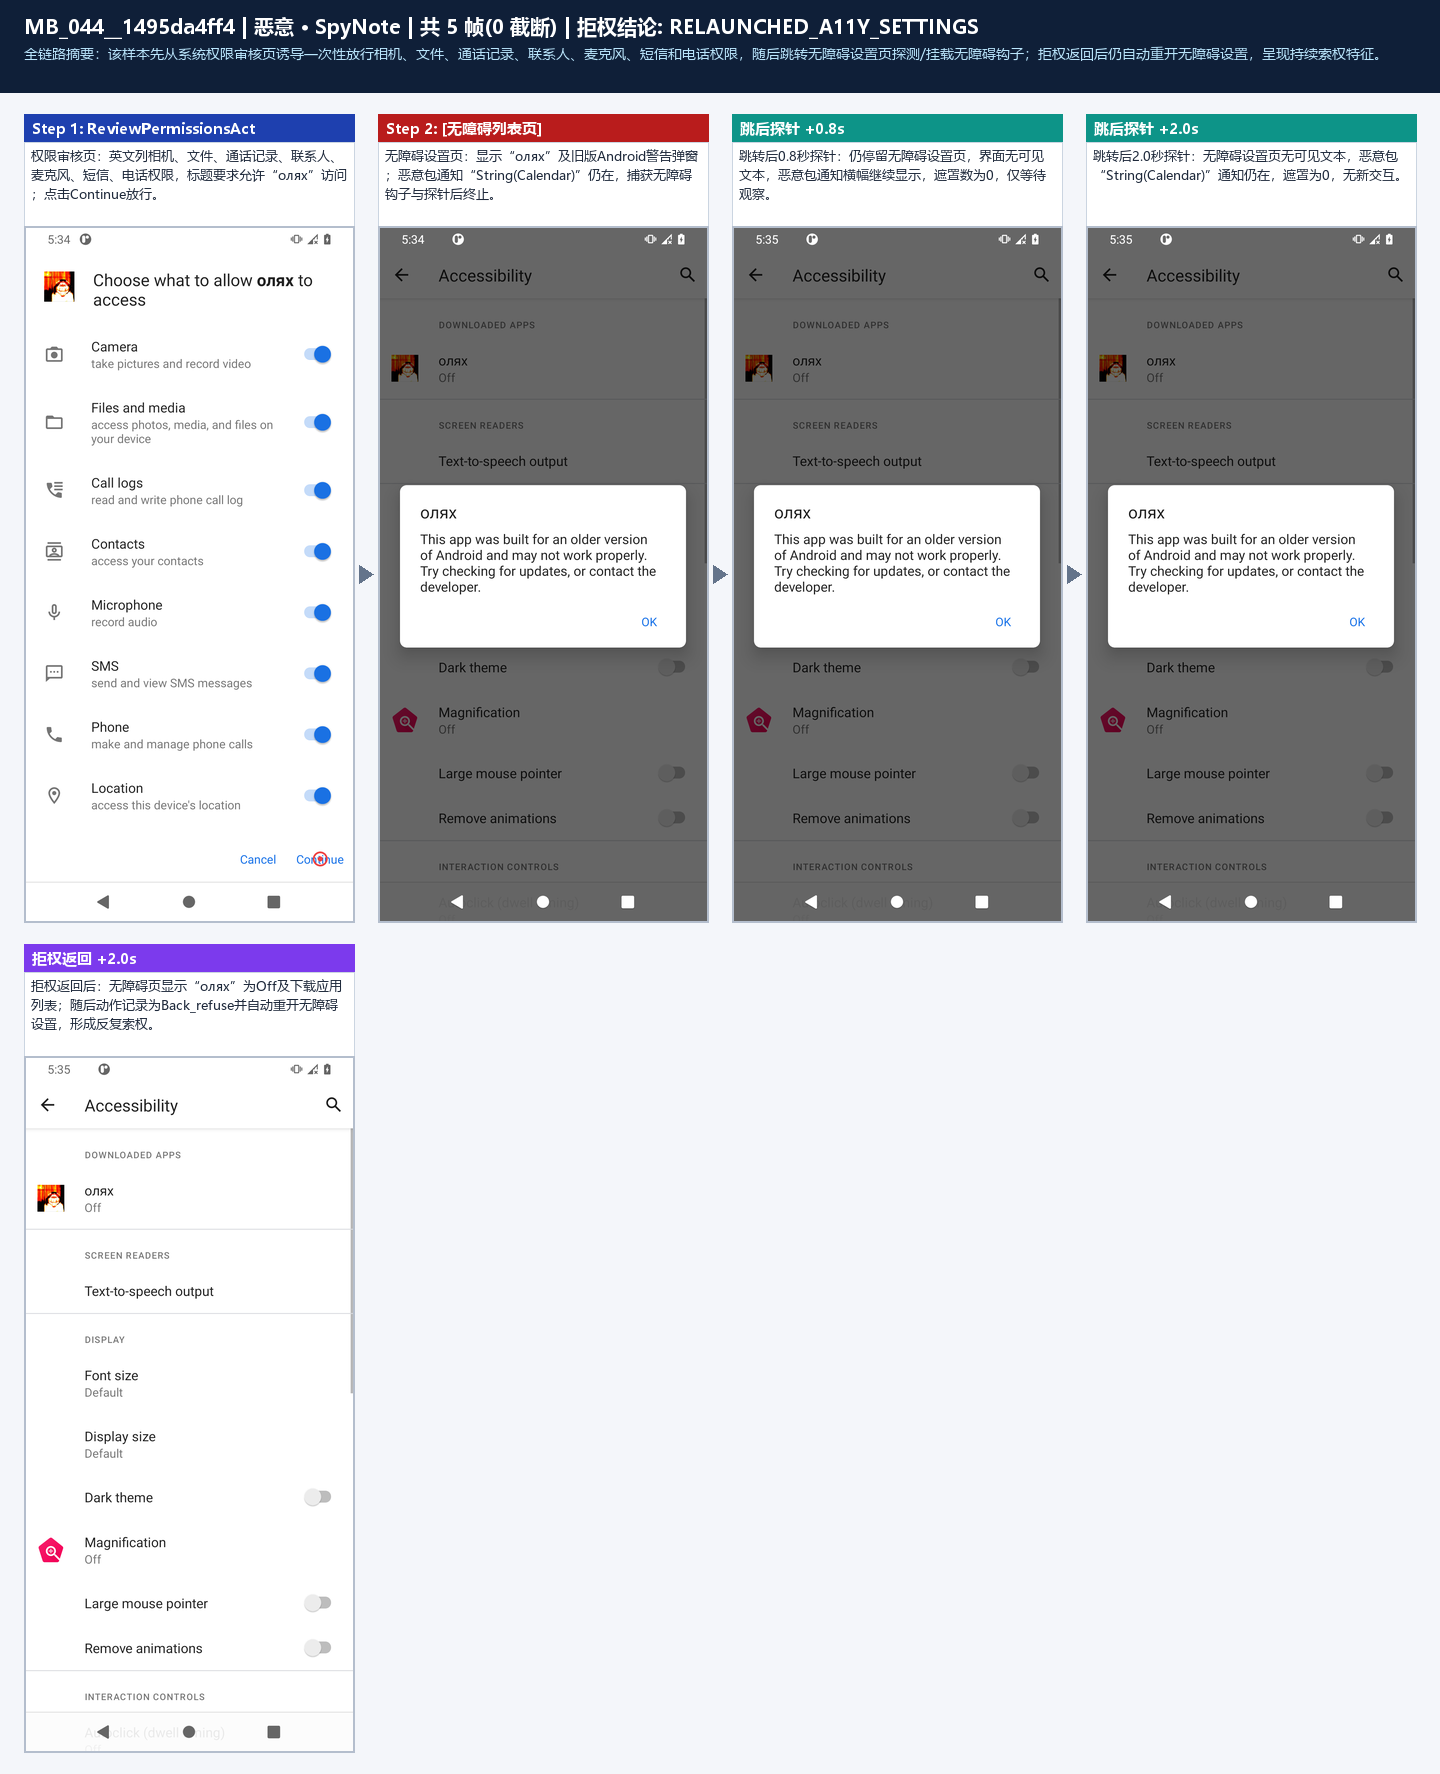 MB_044__1495da4ff4 | 恶意 • SpyNote | 共 5 帧(0 截断) | 拒权结论: RELAUNCHED_A11Y_SETTINGS
全链路摘要：该样本先从系统权限审核页诱导一次性放行相机、文件、通话记录、联系人、麦克风、短信和电话权限，随后跳转无障碍设置页探测/挂载无障碍钩子；拒权返回后仍自动重开无障碍设置，呈现持续索权特征。
Step 1: ReviewPermissionsAct
权限审核页：英文列相机、文件、通话记录、联系人、
麦克风、短信、电话权限，标题要求允许“олях”访问
；点击Continue放行。
5:34
Choose what to allow олях to
access
Camera
take pictures and record video
Files and media
access photos, media, and files on
your device
Call logs
read and write phone call log
Contacts
access your contacts
Microphone
record audio
SMS
send and view SMS messages
Phone
make and manage phone calls
Location
access this device's location
Cancel
Continue
Step 2: [无障碍列表页]
无障碍设置页：显示“олях”及旧版Android警告弹窗
；恶意包通知“String(Calendar)”仍在，捕获无障碍
钩子与探针后终止。
5:34
Accessibility
DOWNLOADED APPS
олях
Off
SCREEN READERS
Text-to-speech output
олях
This app was built for an older version
of Android and may not work properly.
Try checking for updates, or contact the
developer.
OK
Dark theme
Magnification
Off
Large mouse pointer
Remove animations
INTERACTION CONTROLS
跳后探针 +0.8s
跳转后0.8秒探针：仍停留无障碍设置页，界面无可见
文本，恶意包通知横幅继续显示，遮罩数为0，仅等待
观察。
5:35
Accessibility
DOWNLOADED APPS
олях
Off
SCREEN READERS
Text-to-speech output
олях
This app was built for an older version
of Android and may not work properly.
Try checking for updates, or contact the
developer.
OK
Dark theme
Magnification
Off
Large mouse pointer
Remove animations
INTERACTION CONTROLS
跳后探针 +2.0s
跳转后2.0秒探针：无障碍设置页无可见文本，恶意包
“String(Calendar)”通知仍在，遮罩为0，无新交互。
5:35
Accessibility
DOWNLOADED APPS
олях
Off
SCREEN READERS
Text-to-speech output
олях
This app was built for an older version
of Android and may not work properly.
Try checking for updates, or contact the
developer.
OK
Dark theme
Magnification
Off
Large mouse pointer
Remove animations
INTERACTION CONTROLS
拒权返回 +2.0s
拒权返回后：无障碍页显示“олях”为Off及下载应用
列表；随后动作记录为Back_refuse并自动重开无障碍
设置，形成反复索权。
5:35
Accessibility
DOWNLOADED APPS
олях
Off
SCREEN READERS
Text-to-speech output
DISPLAY
Font size
Default
Display size
Default
Dark theme
Magnification
Off
Large mouse pointer
Remove animations
INTERACTION CONTROLS